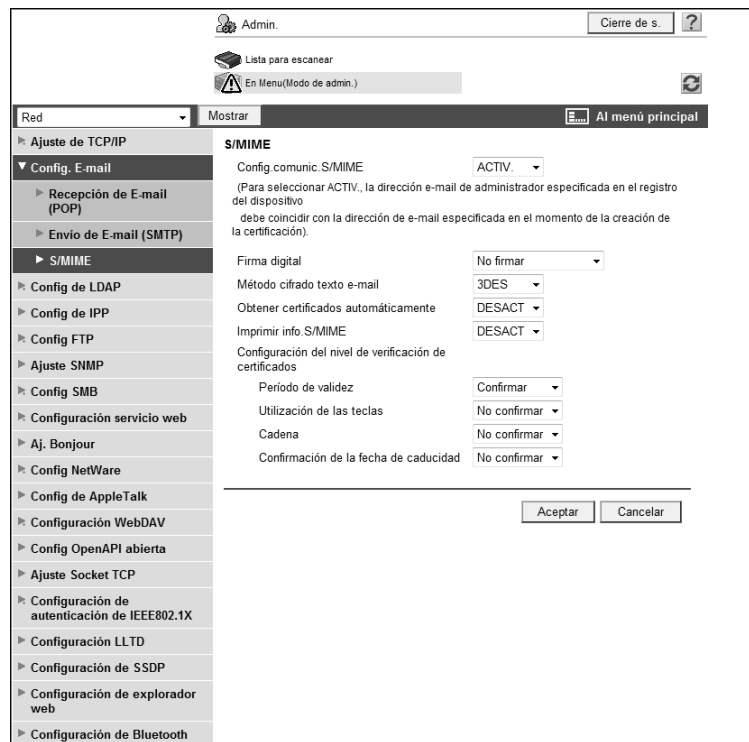 Admin.
Cierre de s.
?
Lista para escanear
En Menu(Modo de admin.)
Red
Mostrar
Al menú principal
Ajuste de TCP/IP
Config. E-mail
Recepción de E-mail
(POP)
Envío de E-mail (SMTP)
S/MIME
Config de LDAP
Config de IPP
Config FTP
Ajuste SNMP
Config SMB
Configuración servicio web
Aj. Bonjour
Config NetWare
Config de AppleTalk
Configuración WebDAV
Config OpenAPI abierta
Ajuste Socket TCP
Configuración de
autenticación de IEEE802.1X
Configuración LLTD
Configuración de SSDP
Configuración de explorador
web
Configuración de Bluetooth
S/MIME
Config.comunic.S/MIME ACTIV.
(Para seleccionar ACTIV., la dirección e-mail de administrador especificada en el registro
del dispositivo
debe coincidir con la dirección de e-mail especificada en el momento de la creación de
la certificación).
Firma digital No firmar
Método cifrado texto e-mail 3DES
Obtener certificados automáticamente DESACT
Imprimir info.S/MIME DESACT
Configuración del nivel de verificación de
certificados
Período de validez Confirmar
Utilización de las teclas No confirmar
Cadena No confirmar
Confirmación de la fecha de caducidad No confirmar
Aceptar Cancelar